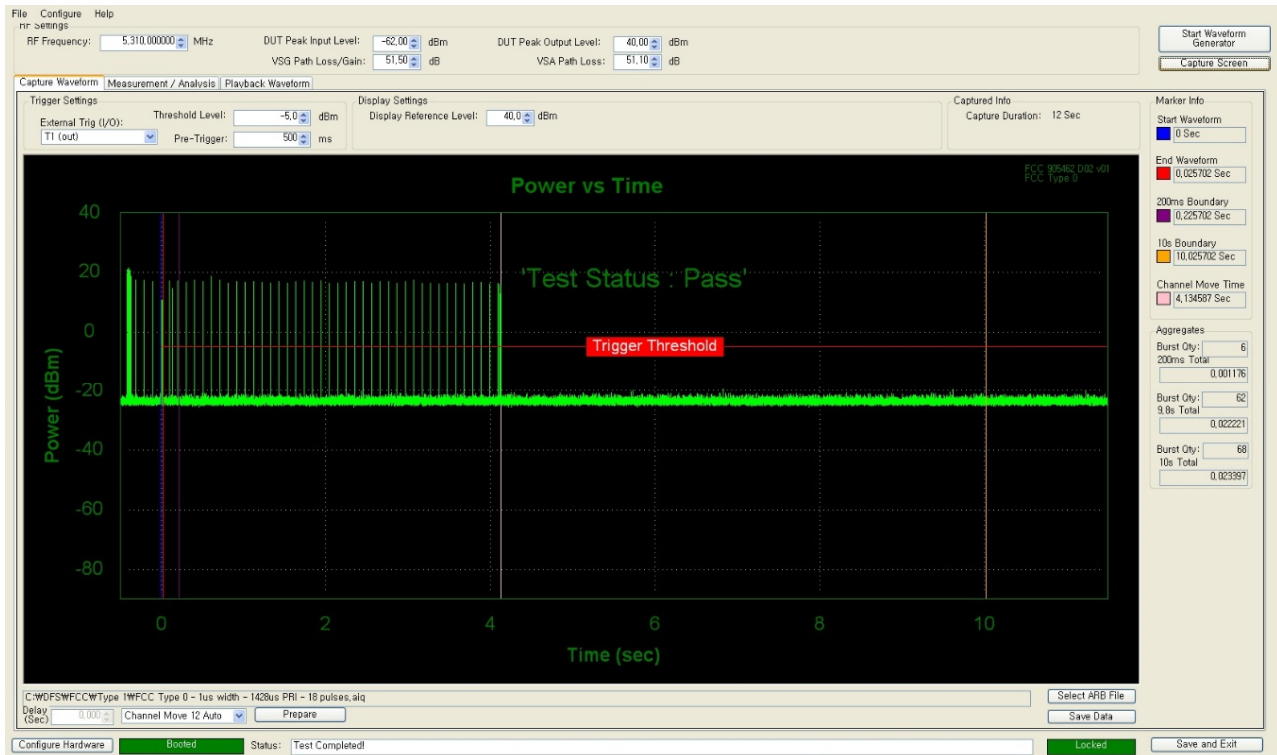 File Configure Help
RF Settings
RF Frequency: 5,310.000000 MHz DUT Peak Input Level: -62,00 dBm DUT Peak Output Level: 40,00 dBm
VSG Path Loss/Gain: 51,50 dB VSA Path Loss: 51,10 dB
Start Waveform Generator
Capture Screen
Capture Waveform Measurement / Analysis Playback Waveform
Trigger Settings
External Trig (I/O): Threshold Level: -5,0 dBm
T1 (out) Pre-Trigger: 500 ms
Display Settings
Display Reference Level: 40,0 dBm
Captured Info
Capture Duration: 12 Sec
Marker Info
Start Waveform
0 Sec
End Waveform
0,025702 Sec
200ms Boundary
0,225702 Sec
10s Boundary
10,025702 Sec
Channel Move Time
4,134587 Sec
Aggregates
Burst Qty: 6
200ms Total
0,001176
Burst Qty: 62
9,8s Total
0,022221
Burst Qty: 68
10s Total
0,023397
FCC 905462 D02 v01
FCC Type 0
Power vs Time
'Test Status : Pass'
Trigger Threshold
Power (dBm)
40
20
0
-20
-40
-60
-80
0 2 4 6 8 10
Time (sec)
C:₩DFS₩FCC₩Type 1₩FCC Type 0 - 1us width - 1428us PRI - 18 pulses,aiq
Select ARB File
Delay (Sec) 0,000 Channel Move 12 Auto Prepare
Save Data
Configure Hardware Booted Status: Test Completed! Locked Save and Exit